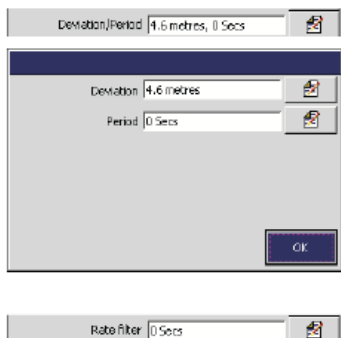 Deviation/Period 4.6 metres, 0 Secs
Deviation 4.6 metres
Period 0 Secs
OK
Rate filter 0 Secs